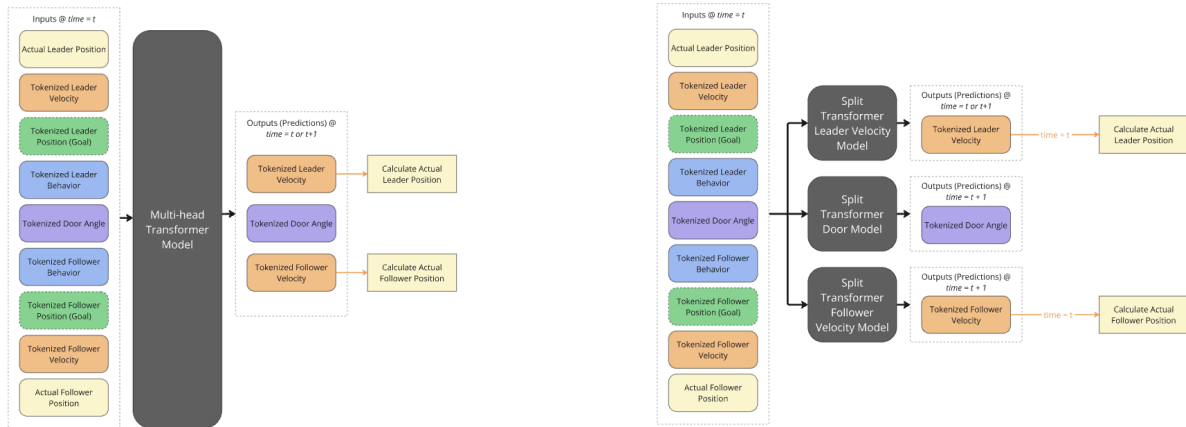 Inputs @ time = t
Actual Leader Position
Tokenized Leader
Velocity
Tokenized Leader
Position (Goal)
Tokenized Leader
Behavior
Tokenized Door Angle
Tokenized Follower
Behavior
Tokenized Follower
Position (Goal)
Tokenized Follower
Velocity
Actual Follower
Position
Multi-head
Transformer
Model
Outputs (Predictions) @
time = t or t+1
Tokenized Leader
Velocity
Tokenized Door Angle
Tokenized Follower
Velocity
Calculate Actual
Leader Position
Calculate Actual
Follower Position
Inputs @ time = t
Actual Leader Position
Tokenized Leader
Velocity
Tokenized Leader
Position (Goal)
Tokenized Leader
Behavior
Tokenized Door Angle
Tokenized Follower
Behavior
Tokenized Follower
Position (Goal)
Tokenized Follower
Velocity
Actual Follower
Position
Split
Transformer
Leader Velocity
Model
Outputs (Predictions) @
time = t or t+1
Tokenized Leader
Velocity
time = t
Calculate Actual
Leader Position
Split
Transformer
Door Model
Outputs (Predictions) @
time = t + 1
Tokenized Door Angle
Split
Transformer
Follower
Velocity Model
Outputs (Predictions) @
time = t + 1
Tokenized Follower
Velocity
time = t
Calculate Actual
Follower Position